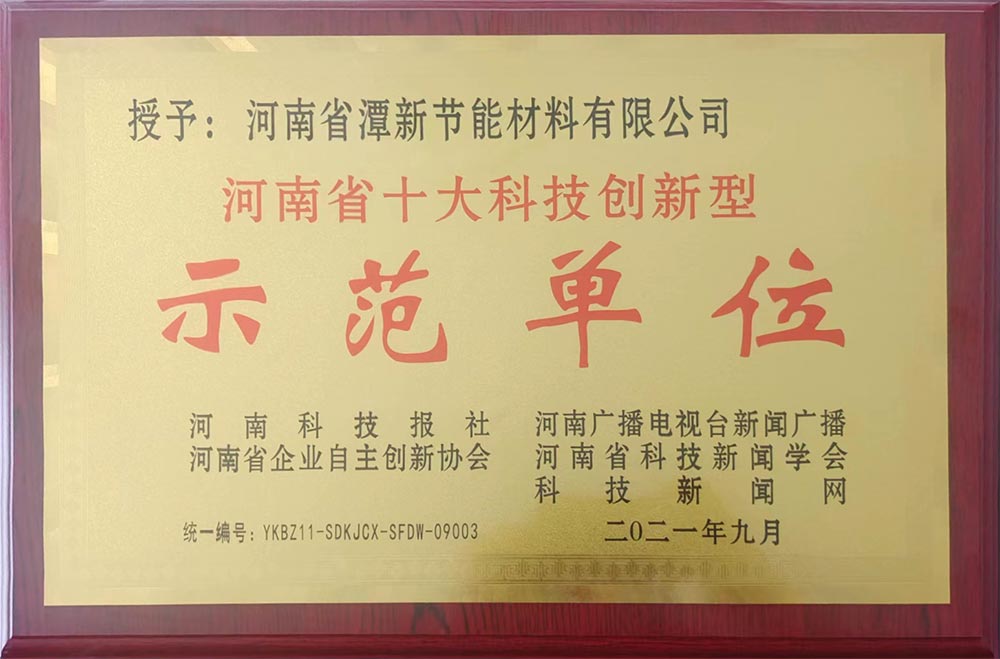 授予：河南省潭新节能材料有限公司
河南省十大科技创新型
示范单位
河南科技报社
河南省企业自主创新协会
河南广播电视台新闻广播
河南省科技新闻学会
科技新闻网
统一编号：YKBZ11-SDKJCX-SFDW-09003
二〇二一年九月